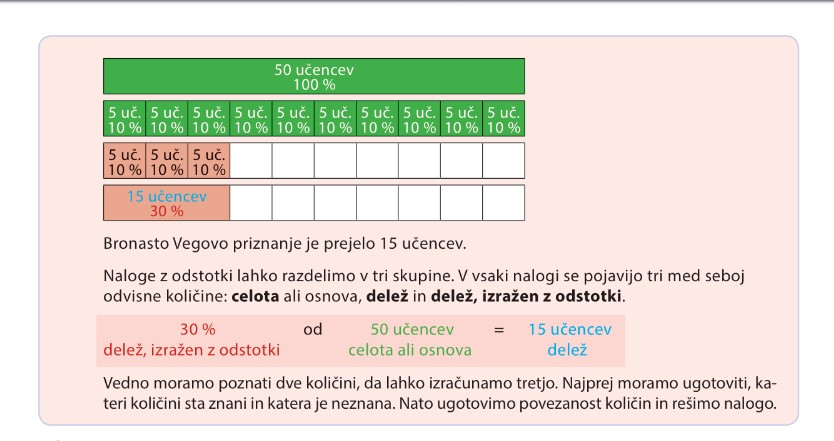 50 učencev
100 %
5 uč. 5 uč. 5 uč. 5 uč. 5 uč. 5 uč. 5 uč. 5 uč. 5 uč. 5 uč.
10 % 10 % 10 % 10 % 10 % 10 % 10 % 10 % 10 % 10 %
5 uč. 5 uč. 5 uč.
10 % 10 % 10 %
15 učencev
30 %
Bronasto Vegovo priznanje je prejelo 15 učencev.
Naloge z odstotki lahko razdelimo v tri skupine. V vsaki nalogi se pojavijo tri med seboj
odvisne količine: celota ali osnova, delež in delež, izražen z odstotki.
30 % od 50 učencev = 15 učencev
delež, izražen z odstotki celota ali osnova delež
Vedno moramo poznati dve količini, da lahko izračunamo tretjo. Najprej moramo ugotoviti, ka-
teri količini sta znani in katera je neznana. Nato ugotovimo povezanost količin in rešimo nalogo.